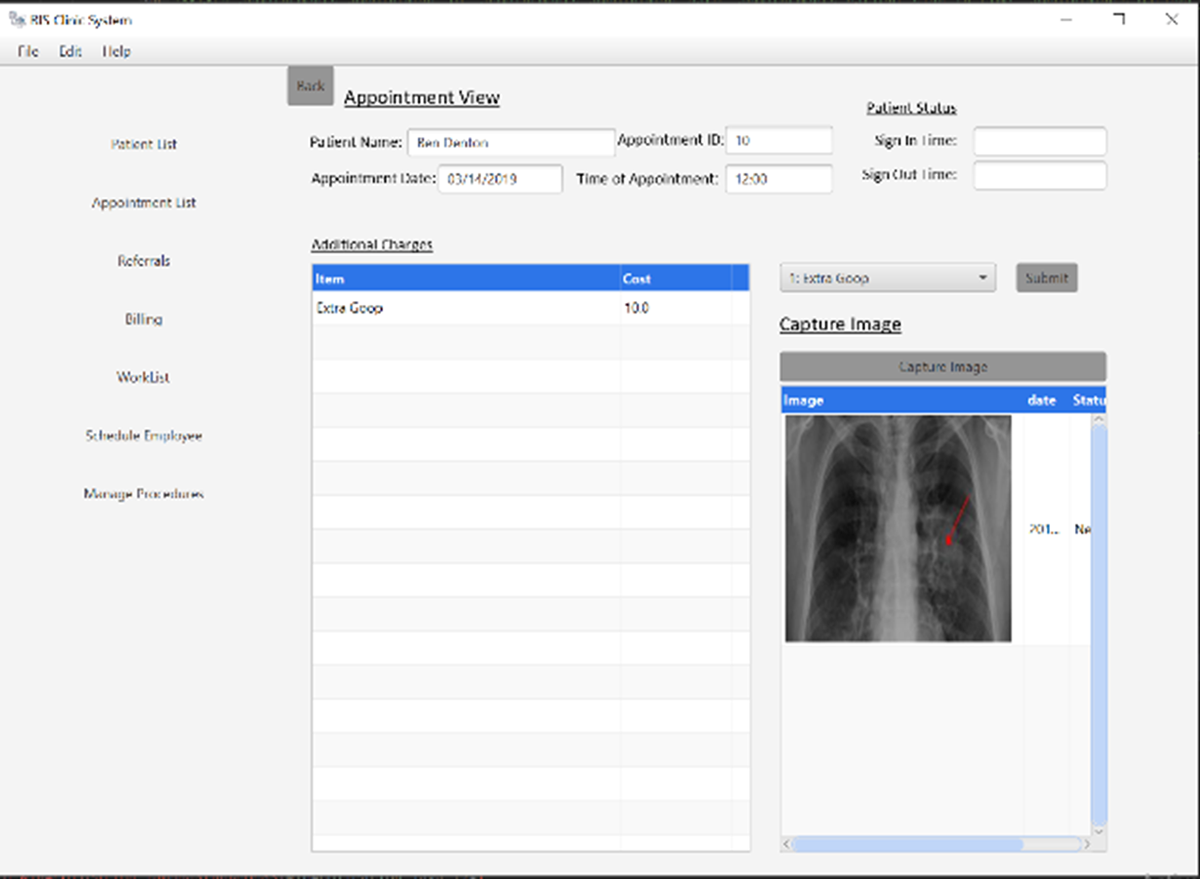 RIS Clinic System
File Edit Help
Back
Appointment View
Patient Status
Patient Name: Ben Denton Appointment ID: 10 Sign In Time:
Appointment Date: 03/14/2019 Time of Appointment: 12:00 Sign Out Time:
Patient List
Appointment List
Referrals
Billing
WorkList
Schedule Employee
Manage Procedures
Additional Charges
Item Cost
Extra Goop 10.0
1: Extra Goop Submit
Capture Image
Capture Image
Image date Statu
201... Ne